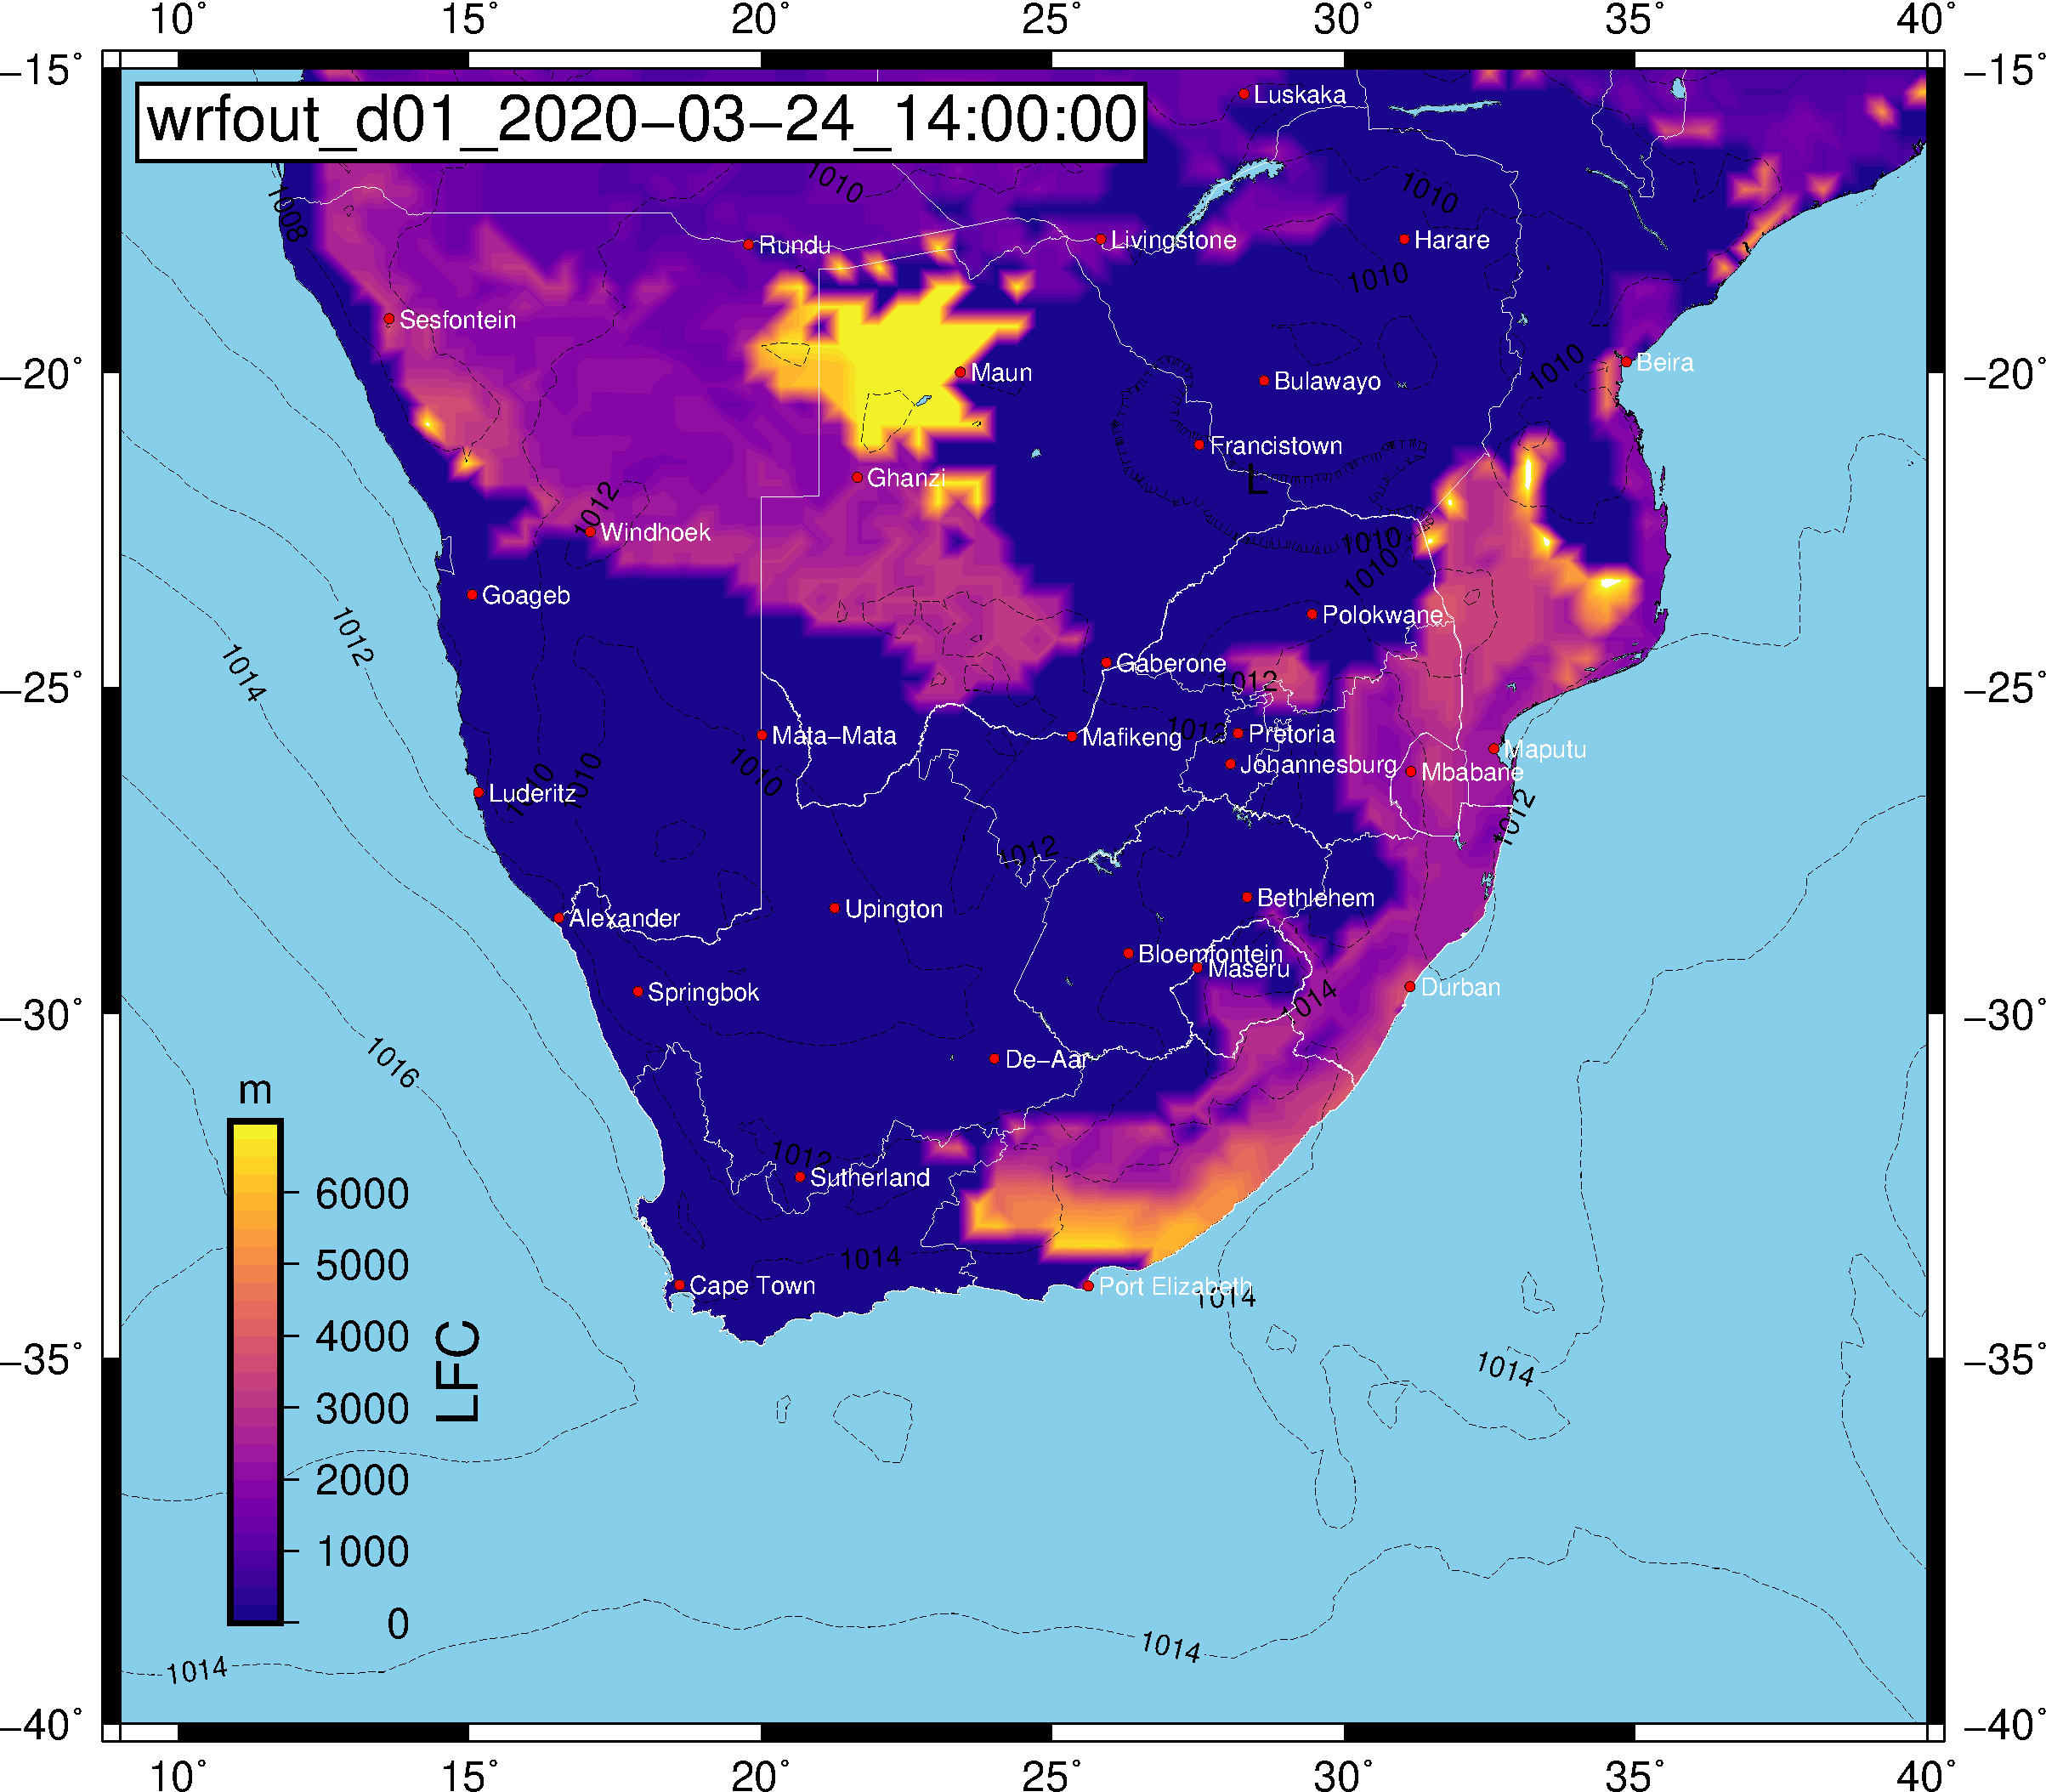 10° 15° 20° 25° 30° 35° 40°
−15° −15°
wrfout_d01_2020−03−24_14:00:00
Luskaka
1010
1010
1008
Rundu
Livingstone
Harare
1010
Sesfontein
−20° −20°
Maun
Bulawayo
1010
Beira
Francistown
Ghanzi
L
1012
Windhoek
1010
1010
Goageb
Polokwane
1012
1014
Gaberone
−25° −25°
1012
1012
Mata−Mata
Mafikeng
Pretoria
Maputu
Johannesburg
Mbabane
1010
1010
1010
Luderitz
1012
1012
Bethlehem
Upington
Alexander
Bloemfontein
Maseru
Durban
Springbok
1014
−30° −30°
1016
De−Aar
m
1012
Sutherland
6000
5000
1014
Cape Town
Port Elizabeth
1014
4000
LFC
−35° −35°
1014
3000
2000
1000
0
1014
1014
−40° −40°
10° 15° 20° 25° 30° 35° 40°